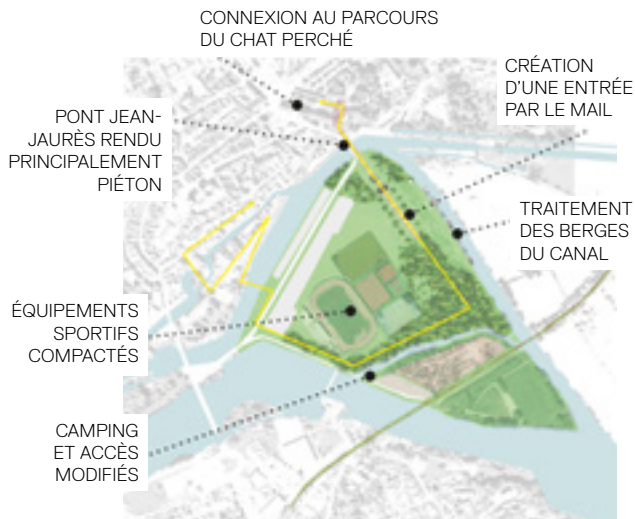 CONNEXION AU PARCOURS
DU CHAT PERCHÉ
CRÉATION
D'UNE ENTRÉE
PAR LE MAIL
PONT JEAN-
JAURÈS RENDU
PRINCIPALEMENT
PIÉTON
TRAITEMENT
DES BERGES
DU CANAL
ÉQUIPEMENTS
SPORTIFS
COMPACTÉS
CAMPING
ET ACCÈS
MODIFIÉS